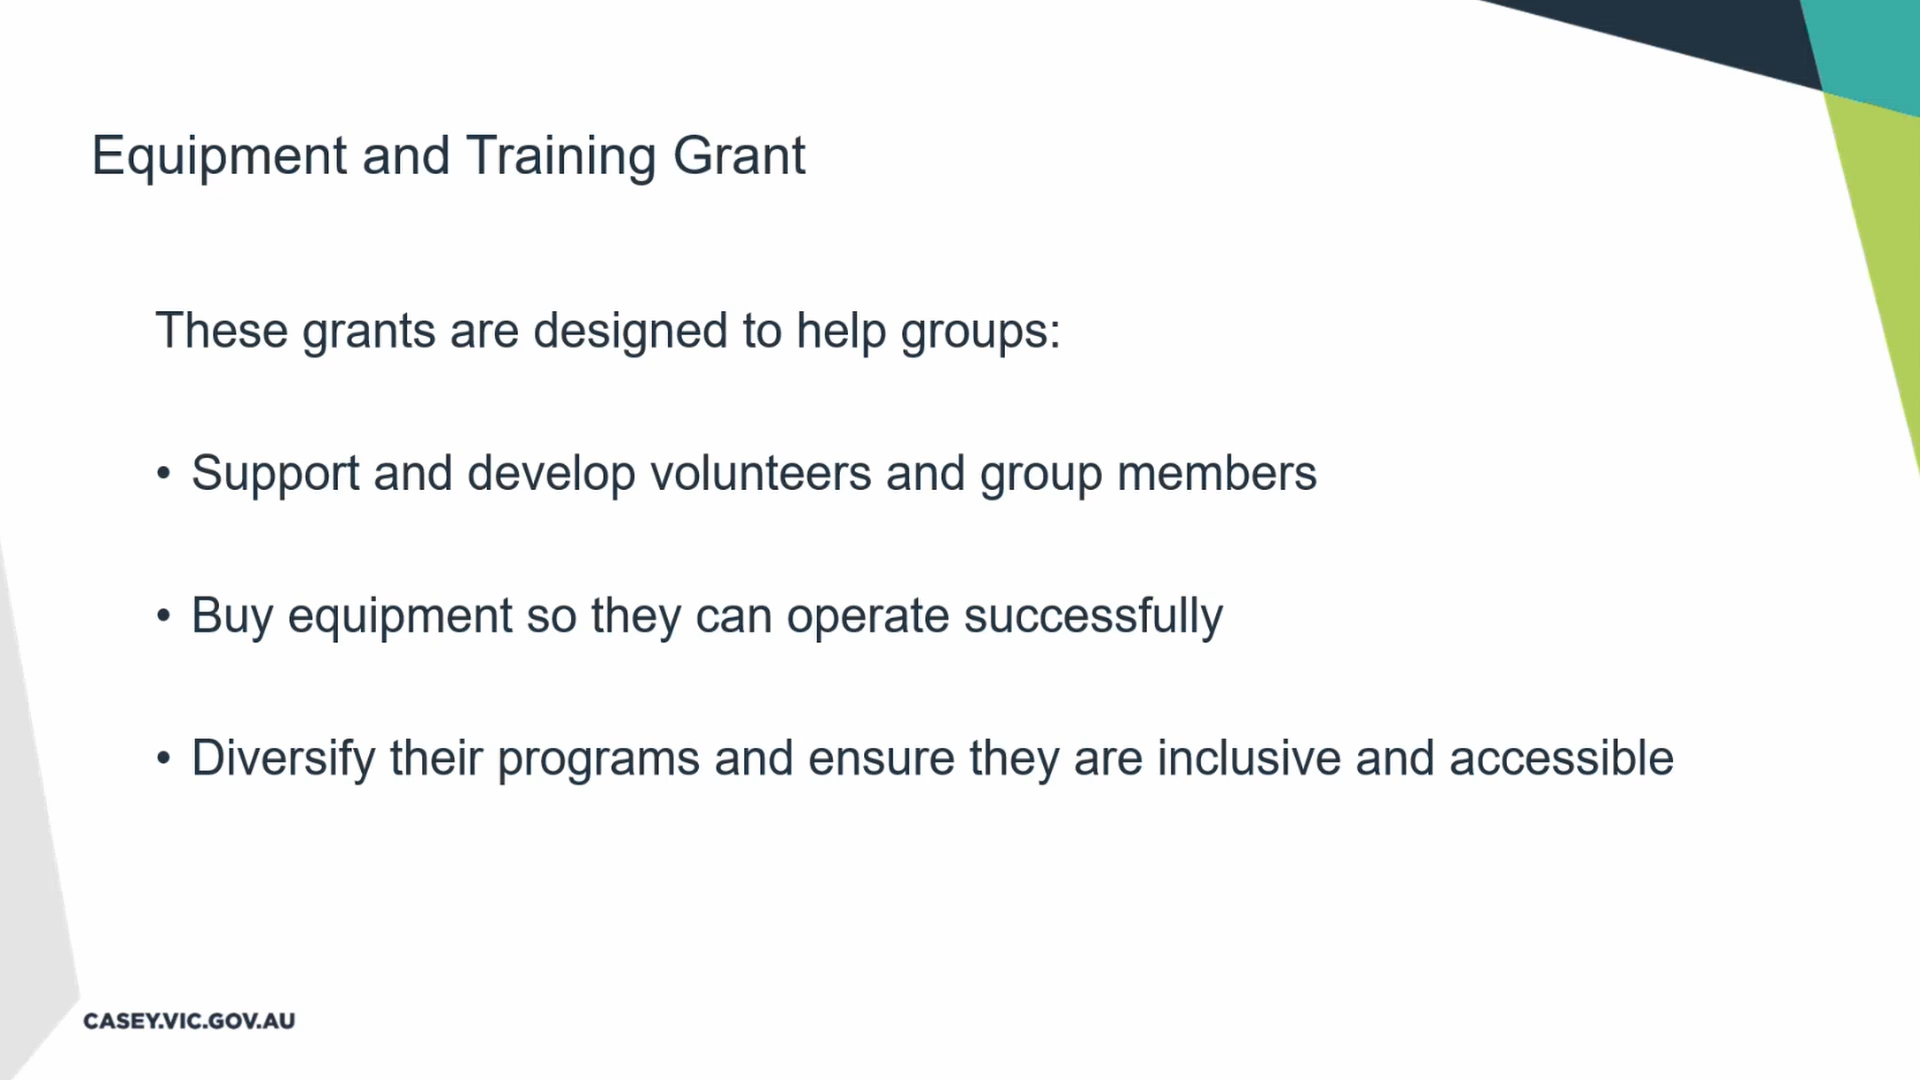 Equipment and Training Grant
These grants are designed to help groups:
• Support and develop volunteers and group members
• Buy equipment so they can operate successfully
• Diversify their programs and ensure they are inclusive and accessible
CASEY.VIC.GOV.AU